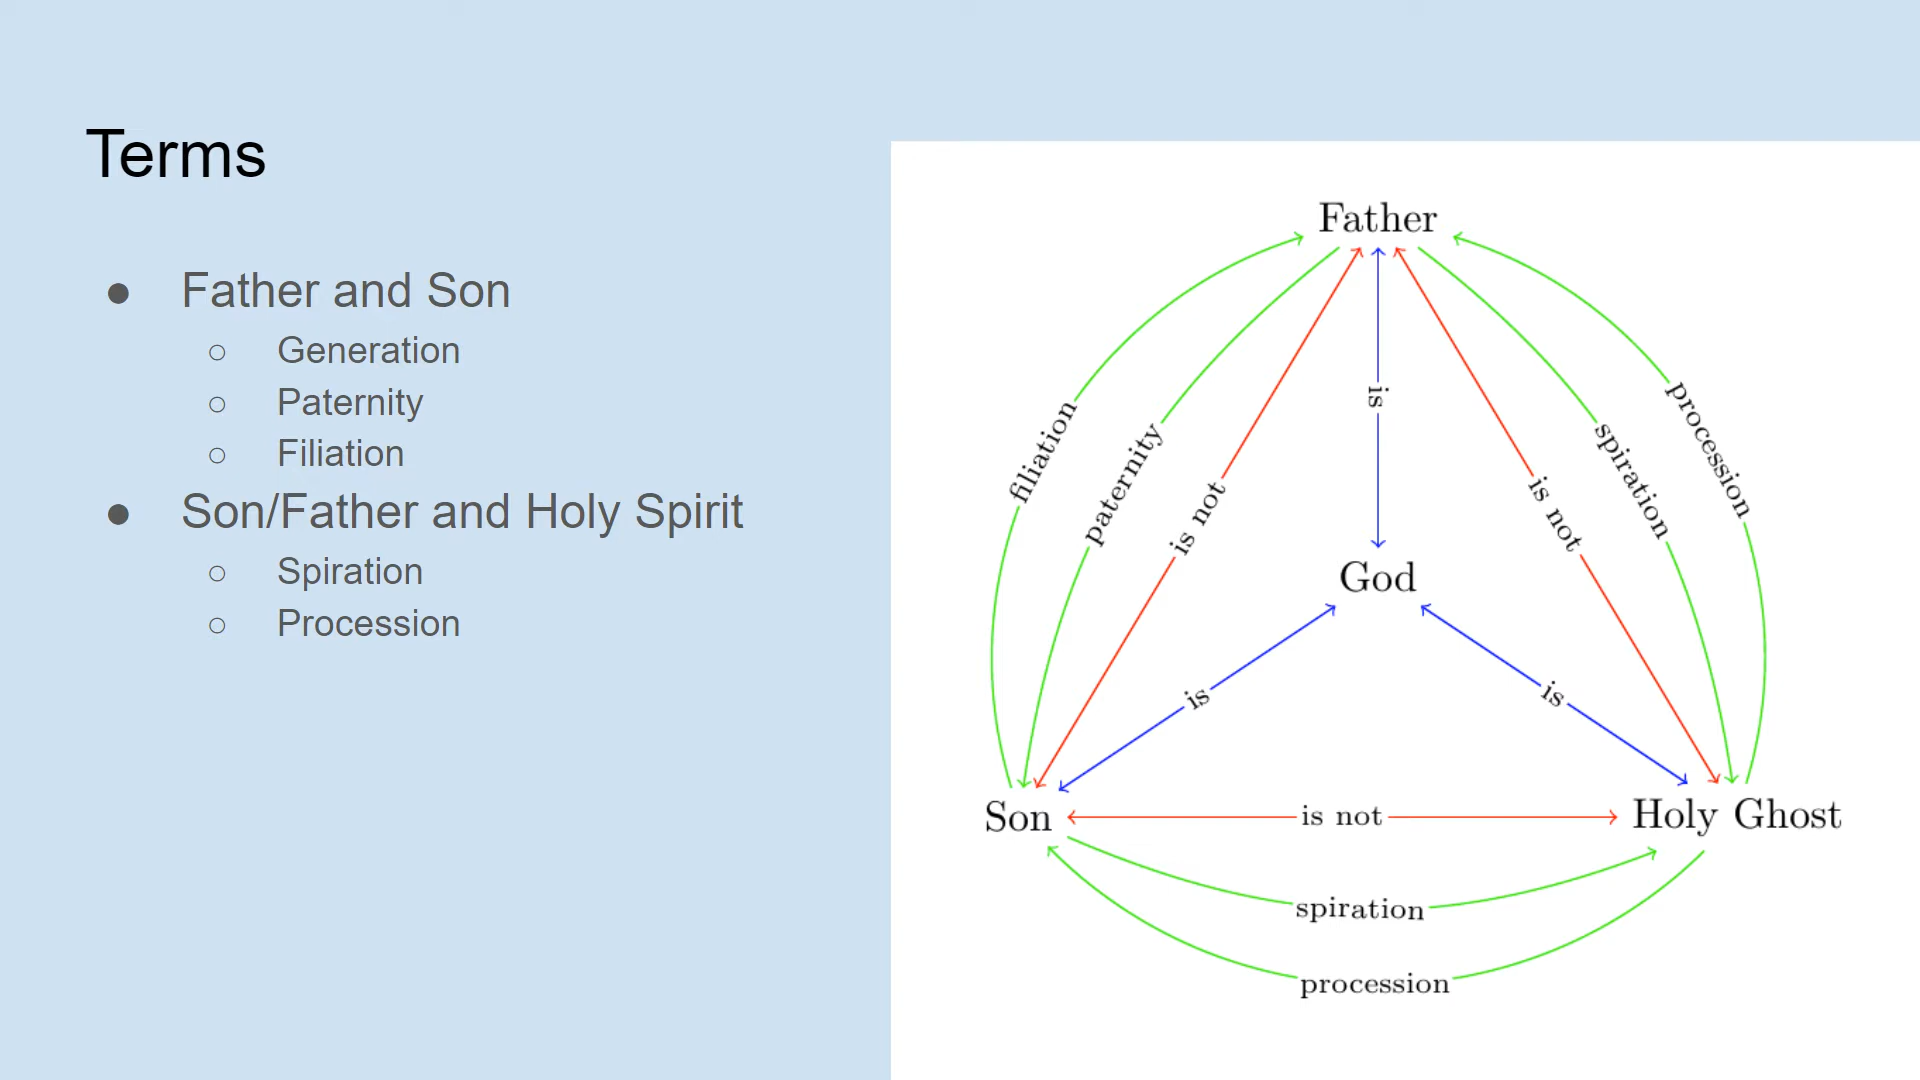 Terms
● Father and Son
○ Generation
○ Paternity
○ Filiation
● Son/Father and Holy Spirit
○ Spiration
○ Procession
Father
filiation
paternity
is not
is
is not
spiration
procession
God
is
is
Son
is not
Holy Ghost
spiration
procession